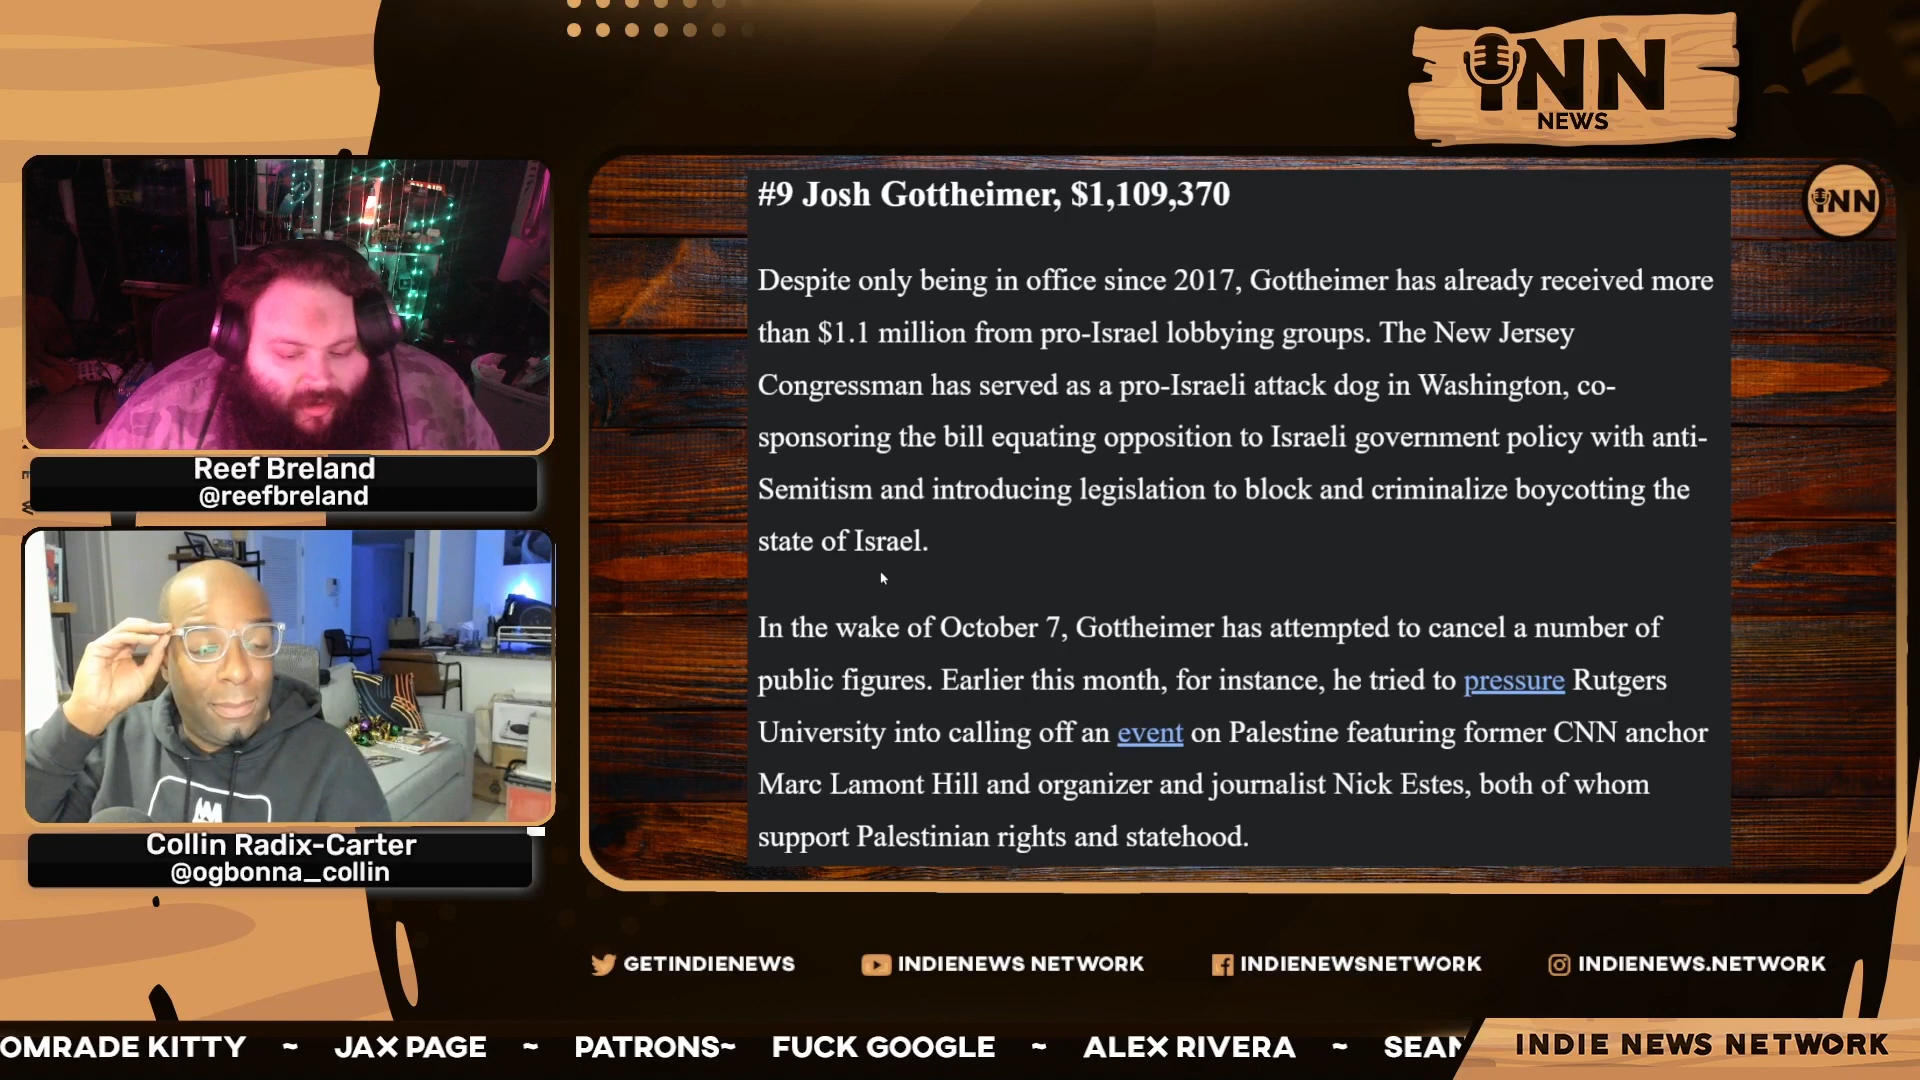 iNN
NEWS
iNN
#9 Josh Gottheimer, $1,109,370
Despite only being in office since 2017, Gottheimer has already received more
than $1.1 million from pro-Israel lobbying groups. The New Jersey
Congressman has served as a pro-Israeli attack dog in Washington, co-
sponsoring the bill equating opposition to Israeli government policy with anti-
Semitism and introducing legislation to block and criminalize boycotting the
state of Israel.
In the wake of October 7, Gottheimer has attempted to cancel a number of
public figures. Earlier this month, for instance, he tried to pressure Rutgers
University into calling off an event on Palestine featuring former CNN anchor
Marc Lamont Hill and organizer and journalist Nick Estes, both of whom
support Palestinian rights and statehood.
Reef Breland
@reefbreland
Collin Radix-Carter
@ogbonna_collin
GETINDIENEWS
INDIENEWS NETWORK
INDIENEWSNETWORK
INDIENEWS.NETWORK
OMRADE KITTY ~ JAX PAGE ~ PATRONS~ FUCK GOOGLE ~ ALEX RIVERA ~ SEAN
INDIE NEWS NETWORK